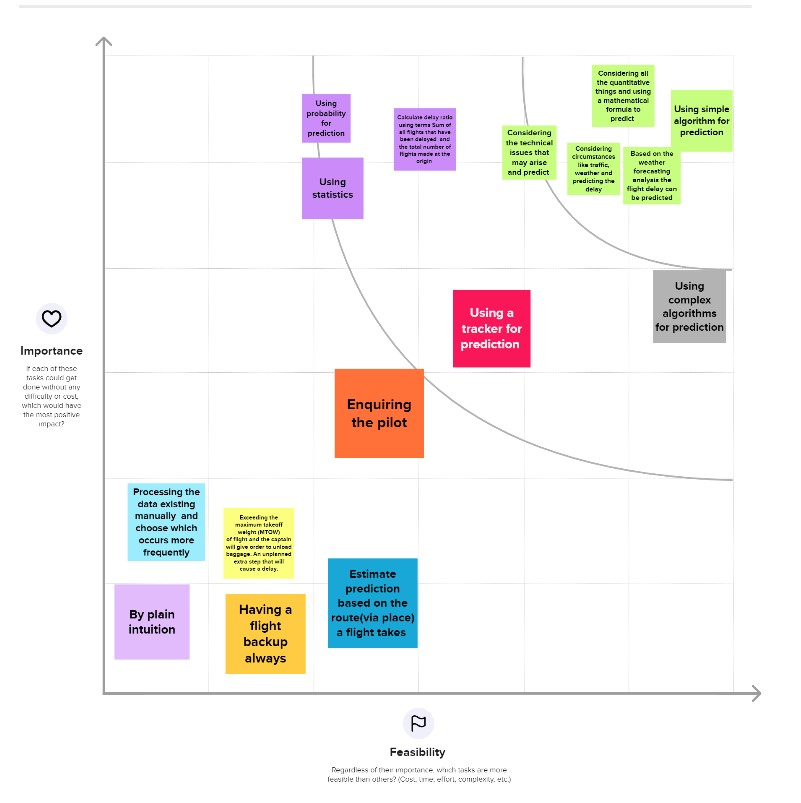 Using
probability
for
prediction
Using
statistics
Calculate delay ratio
using terms Sum of
all flights that have
been delayed and
the total number of
flights made at the
origin
Considering
the technical
issues that
may arise
and predict
Considering all
the quantitative
things and using
a mathematical
formula to
predict
Considering
circumstances
like traffic,
weather and
predicting the
delay
Based on the
weather
forecasting
analysis the
flight delay can
be predicted
Using simple
algorithm for
prediction
Using
complex
algorithms
for prediction
Using a
tracker for
prediction
Enquiring
the pilot
Importance
If each of these
tasks could get
done without any
difficulty or cost,
which would have
the most positive
impact?
Processing the
data existing
manually and
choose which
occurs more
frequently
Exceeding the
maximum takeoff
weight (MTOW)
of flight and the captain
will give order to unload
baggage. An unplanned
extra step that will
cause a delay.
By plain
intuition
Having a
flight
backup
always
Estimate
prediction
based on the
route(via place)
a flight takes
Feasibility
Regardless of their importance, which tasks are more
feasible than others? (Cost, time, effort, complexity, etc.)